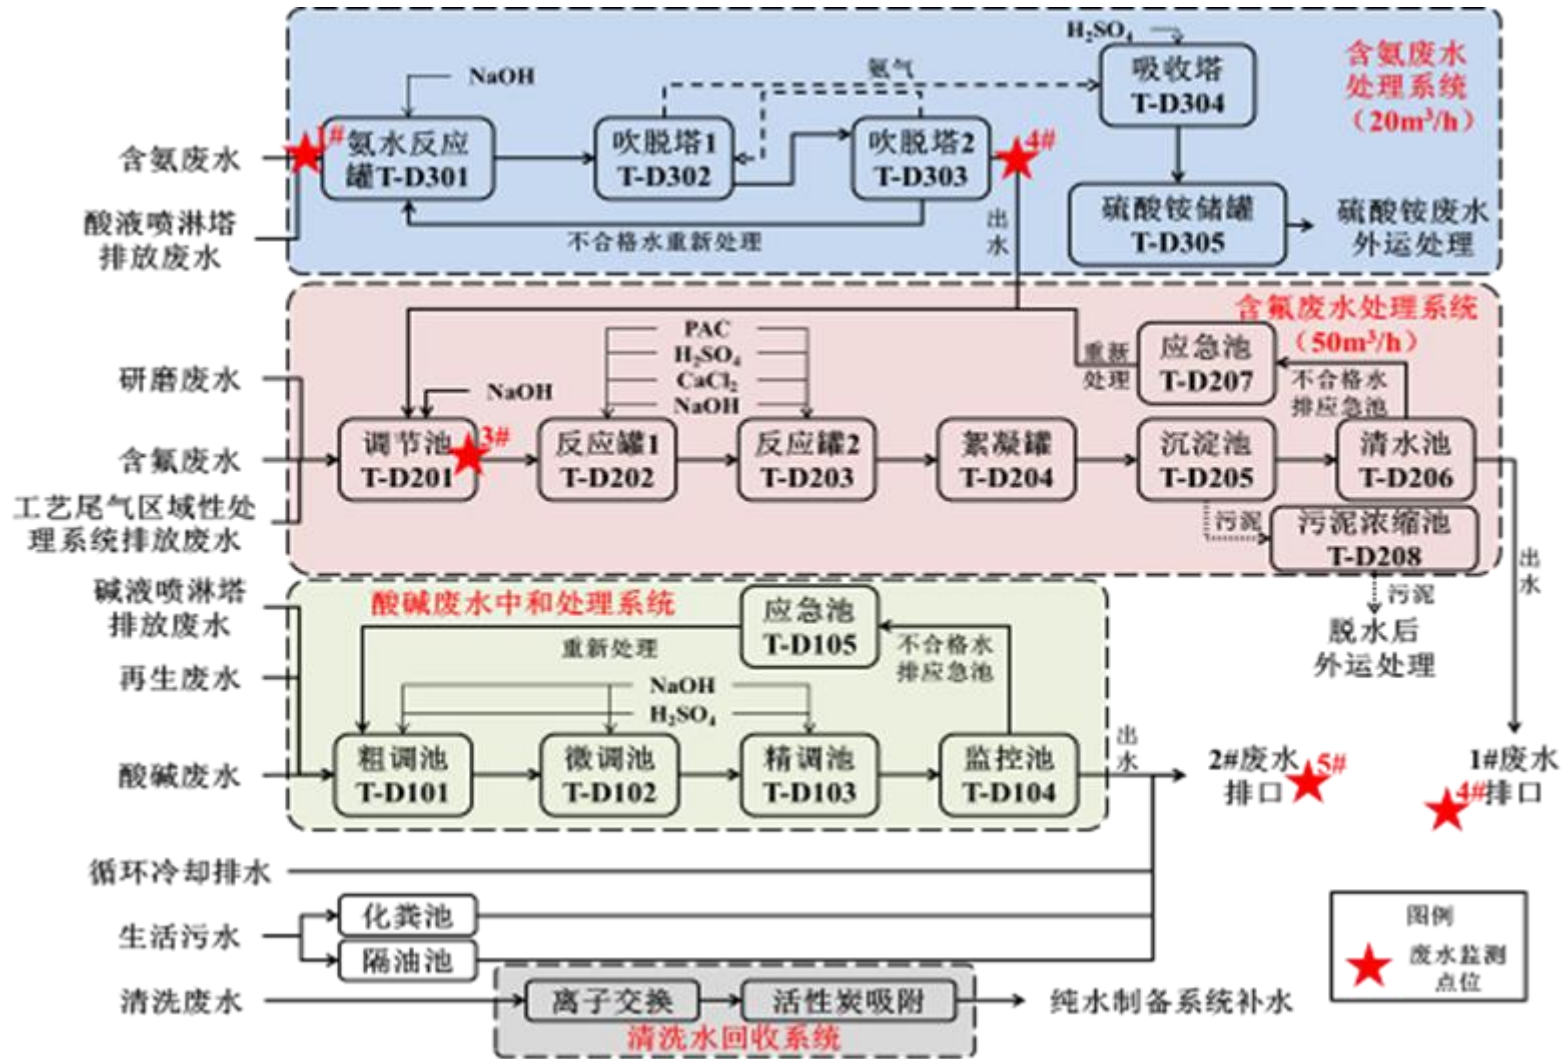 H₂SO₄
含氨废水
处理系统
（20m³/h）
氨气
吸收塔
T-D304
NaOH
1#
含氨废水
氨水反应
罐T-D301
吹脱塔1
T-D302
吹脱塔2
T-D303
4#
酸液喷淋塔
排放废水
不合格水重新处理
出
水
硫酸铵储罐
T-D305
硫酸铵废水
外运处理
含氟废水处理系统
（50m³/h）
PAC
H₂SO₄
CaCl₂
NaOH
重新
处理
应急池
T-D207
不合格水
排应急池
研磨废水
NaOH
含氟废水
调节池
T-D201
3#
反应罐1
T-D202
反应罐2
T-D203
絮凝罐
T-D204
沉淀池
T-D205
清水池
T-D206
工艺尾气区域性处
理系统排放废水
污泥
污泥浓缩池
T-D208
出
水
污泥
脱水后
外运处理
碱液喷淋塔
排放废水
酸碱废水中和处理系统
应急池
T-D105
重新处理
不合格水
排应急池
再生废水
NaOH
H₂SO₄
酸碱废水
粗调池
T-D101
微调池
T-D102
精调池
T-D103
监控池
T-D104
出
水
2#废水
排口
5#
1#废水
排口
4#
循环冷却排水
生活污水
化粪池
隔油池
图例
废水监测
点位
清洗废水
离子交换
活性炭吸附
纯水制备系统补水
清洗水回收系统